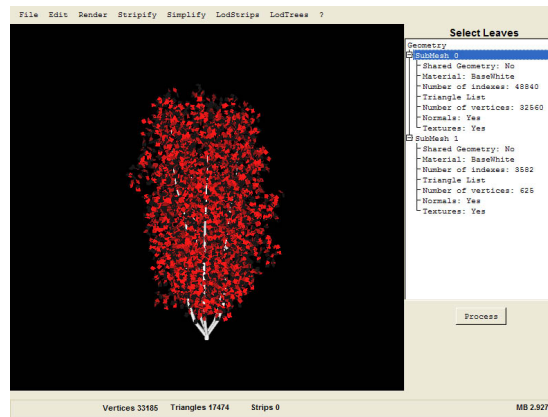 File Edit Render Stripify Simplify LodStrips LodTrees ?
Select Leaves
Geometry
SubMesh 0
Shared Geometry: No
Material: BaseWhite
Number of indexes: 48840
Triangle List
Number of vertices: 32560
Normals: Yes
Textures: Yes
SubMesh 1
Shared Geometry: No
Material: BaseWhite
Number of indexes: 3582
Triangle List
Number of vertices: 625
Normals: Yes
Textures: Yes
Process
Vertices 33185 Triangles 17474 Strips 0 MB 2.927